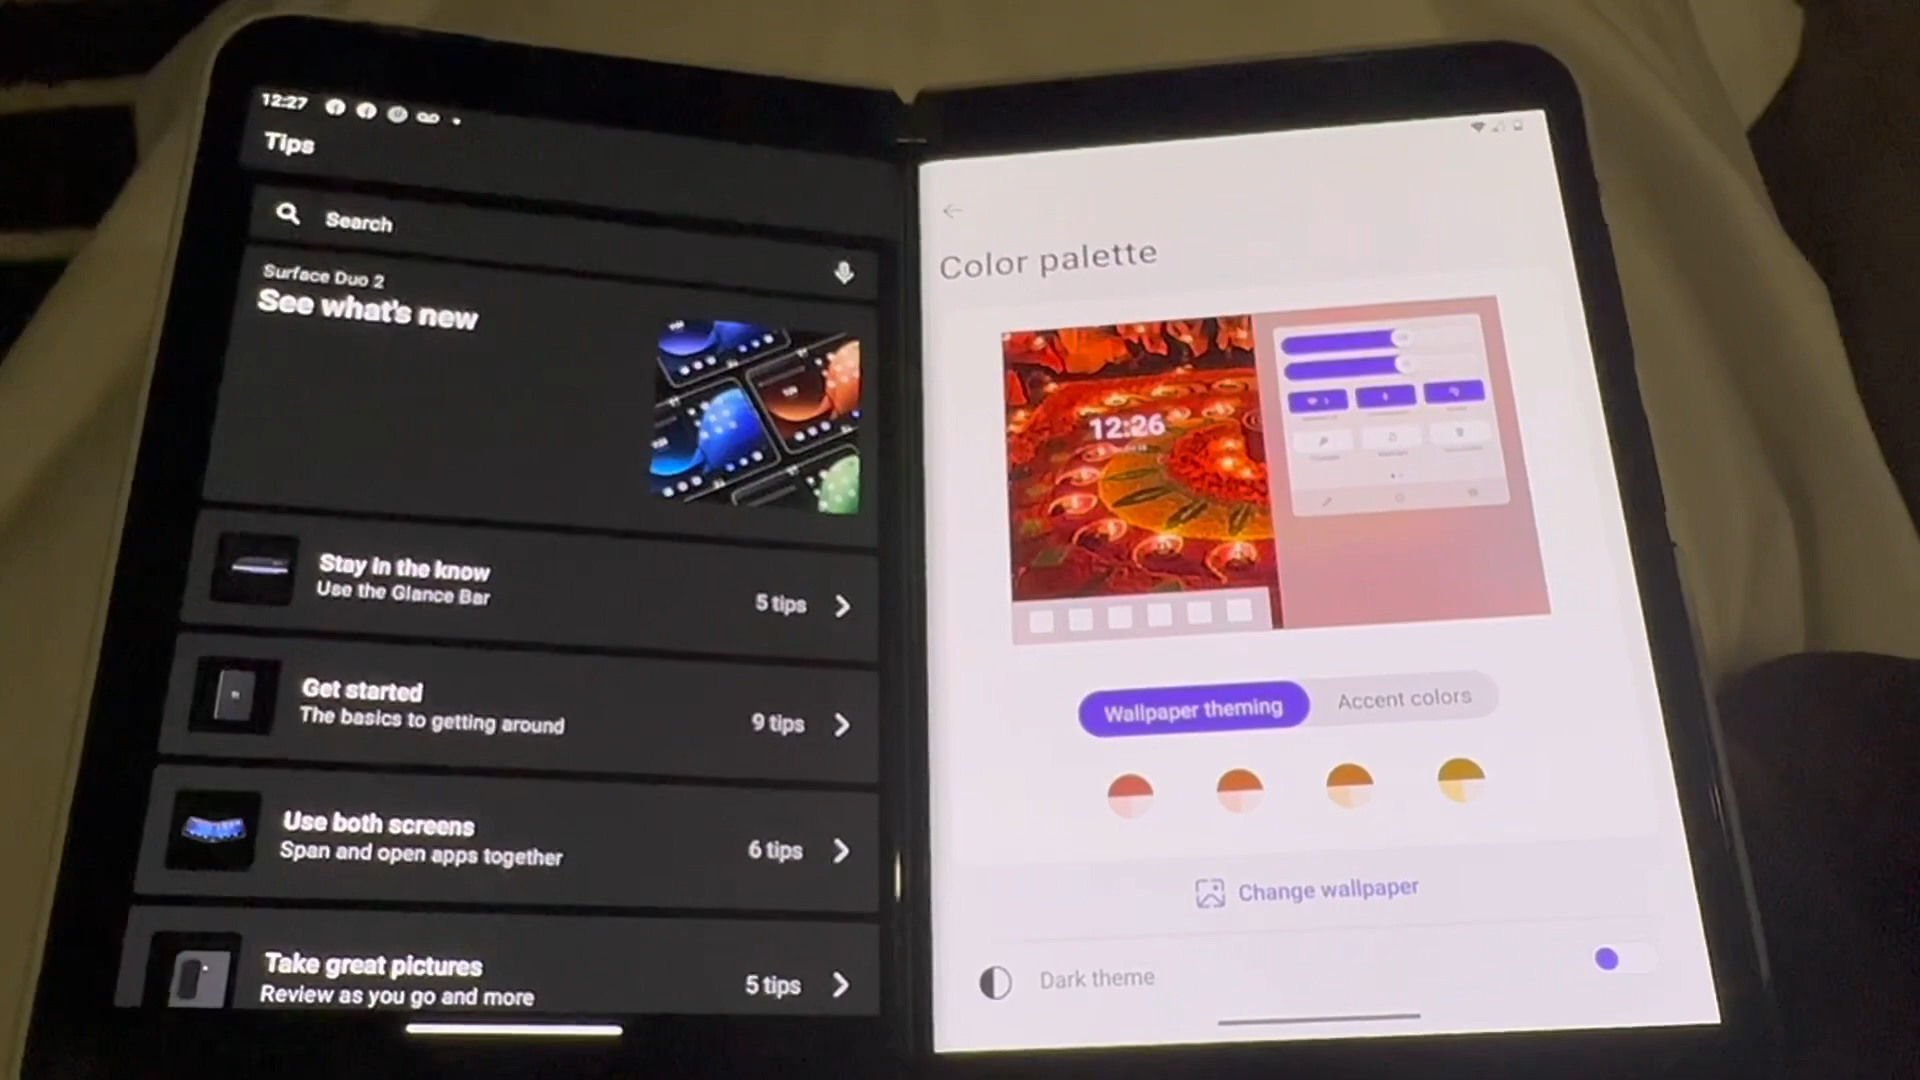 12:27
Tips
Search
Surface Duo 2
See what's new
Stay in the know
Use the Glance Bar
5 tips
Get started
The basics to getting around
9 tips
Use both screens
Span and open apps together
6 tips
Take great pictures
Review as you go and more
5 tips
Color palette
12:26
Wallpaper theming
Accent colors
Change wallpaper
Dark theme